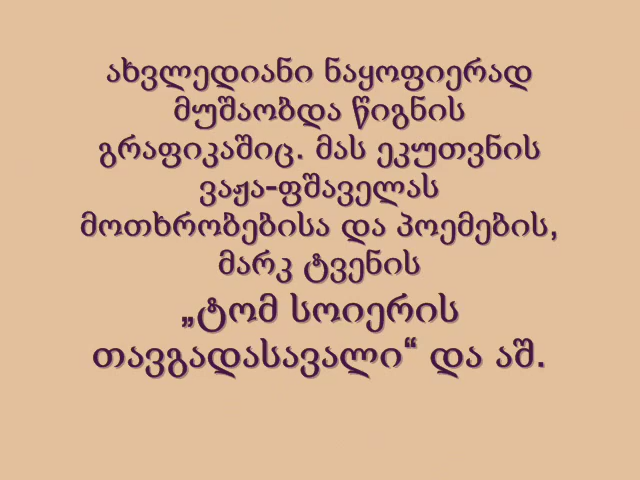 ახვლედიანი ნაყოფიერად
მუშაობდა წიგნის
გრაფიკაშიც. მას ეკუთვნის
ვაჟა-ფშაველას
მოთხრობებისა და პოემების,
მარკ ტვენის
„ტომ სოიერის
თავგადასავალი“ და აშ.